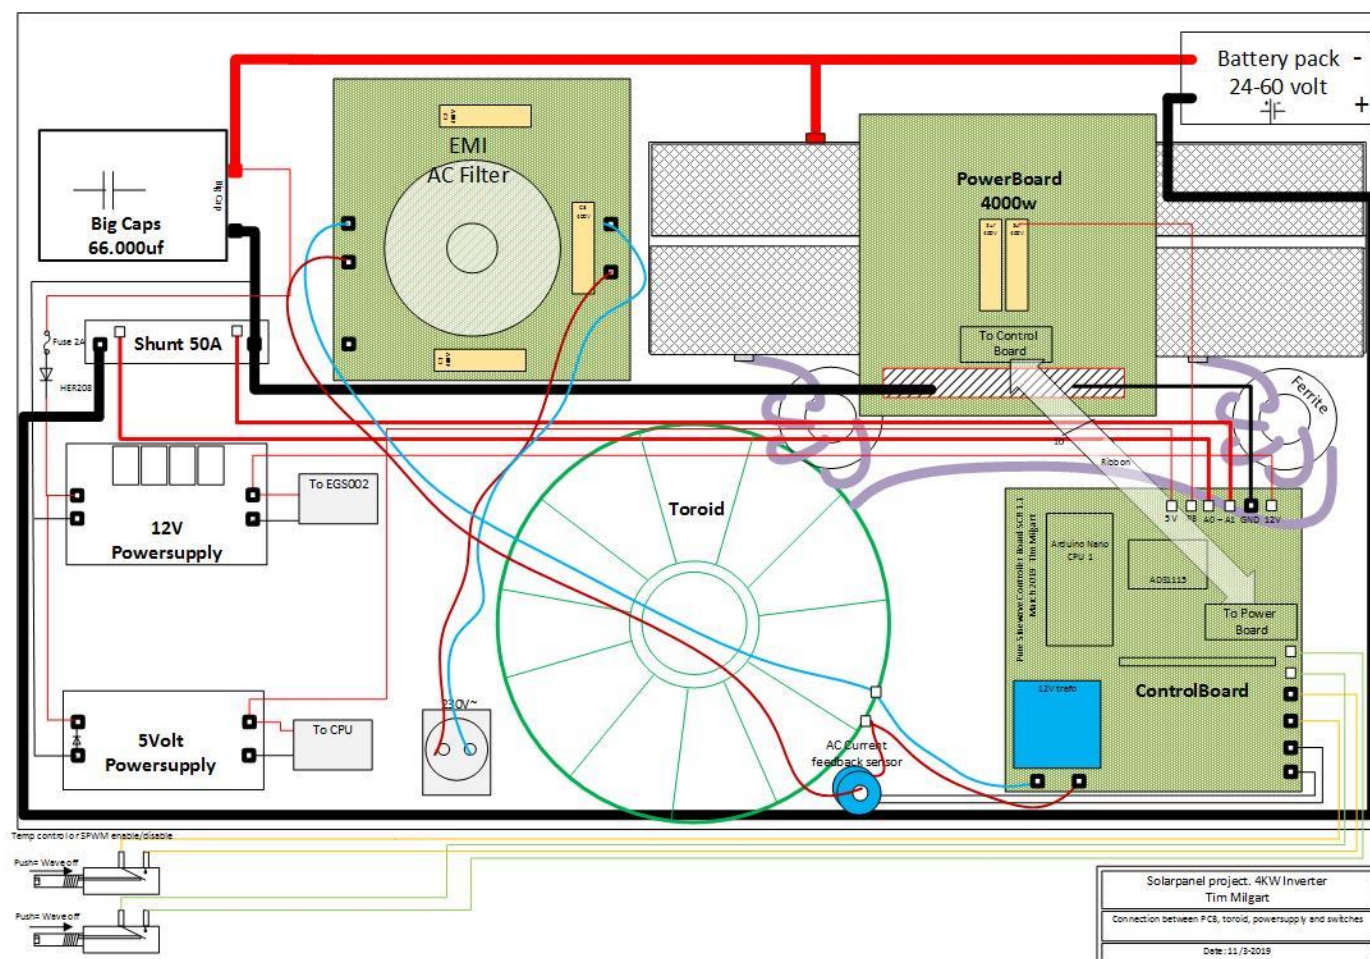 Battery pack -
24-60 volt
+
EMI
AC Filter
PowerBoard
4000w
Big Cap
Big Caps
66.000uf
To Control
Board
Fuse 2A
Shunt 50A
HER208
Ferrite
10
Ribbon
To EGS002
12V
Powersupply
Toroid
5V
A0 - A1 GND 12V
Arduino Nano
CPU 1
ADS1115
Pure Sinewave Controller Board SCB 1.1
March 2019 Tim Milgart
To Power
Board
12V trafo
ControlBoard
230V~
To CPU
5Volt
Powersupply
AC Current
feedback sensor
Temp control or SPWM enable/disable
Push= Wave off
Push= Wave off
Solarpanel project. 4KW Inverter
Tim Milgart
Connection between PCB, toroid, powersupply and switches
Date: 11/3-2019